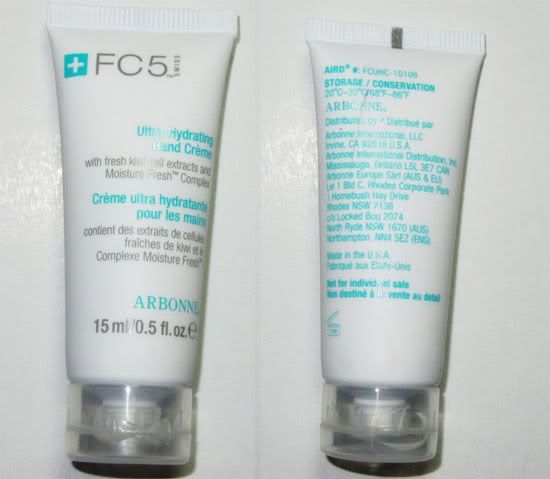 FC5™ SWISS
Ultra Hydrating
Hand Crème
with fresh kiwi cell extracts and
Moisture Fresh™ Complex
Crème ultra hydratante
pour les mains
contient des extraits de cellules
fraîches de kiwi et le
Complexe Moisture Fresh™
ARBONNE
15 ml/0.5 fl. oz. e
AIRD® #: FCUHC-10109
STORAGE / CONSERVATION
20°C–30°C/68°F–86°F
ARBONNE®
Distributed by • Distribué par
Arbonne International, LLC
Irvine, CA 92618 U.S.A.
Arbonne International Distribution, Inc.
Mississauga, Ontario L5L 3E7 CAN
Arbonne Europe Sàrl (AUS & EU)
Lvl 1 Bld C, Rhodes Corporate Park
1 Homebush Bay Drive
Rhodes NSW 2138
c/o Locked Bag 2074
North Ryde NSW 1670 (AUS)
Northampton, NN4 5EZ (ENG)
Made in the U.S.A.
Fabriqué aux États-Unis
Not for individual sale
Non destiné à la vente au détail